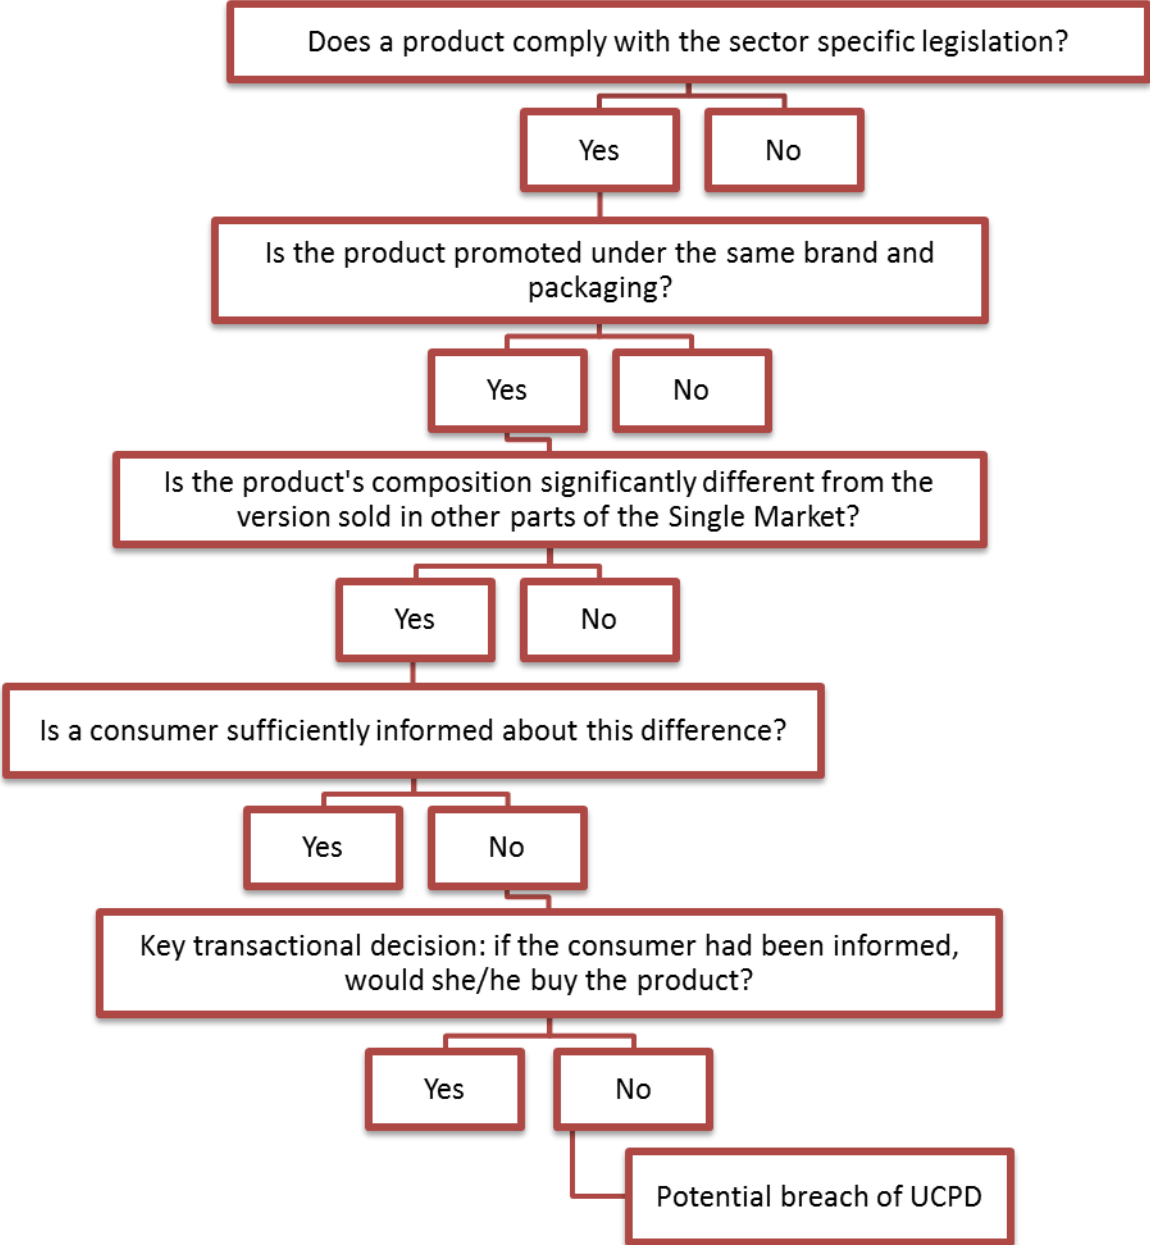 Does a product comply with the sector specific legislation?
Yes
No
Is the product promoted under the same brand and
packaging?
Yes
No
Is the product's composition significantly different from the
version sold in other parts of the Single Market?
Yes
No
Is a consumer sufficiently informed about this difference?
Yes
No
Key transactional decision: if the consumer had been informed,
would she/he buy the product?
Yes
No
Potential breach of UCPD